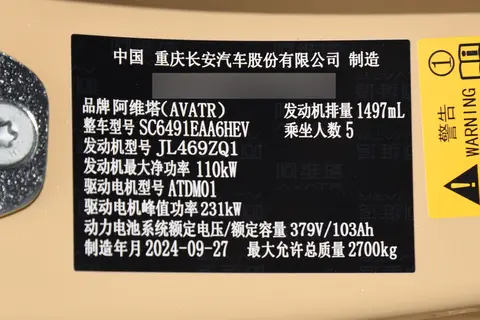 中国 重庆长安汽车股份有限公司 制造
品牌 阿维塔(AVATR) 发动机排量 1497mL
整车型号 SC6491EAA6HEV 乘坐人数 5
发动机型号 JL469ZQ1
发动机最大净功率 110kW
驱动电机型号 ATDM01
驱动电机峰值功率 231kW
动力电池系统额定电压/额定容量 379V/103Ah
制造年月 2024-09-27 最大允许总质量 2700kg
①
警告